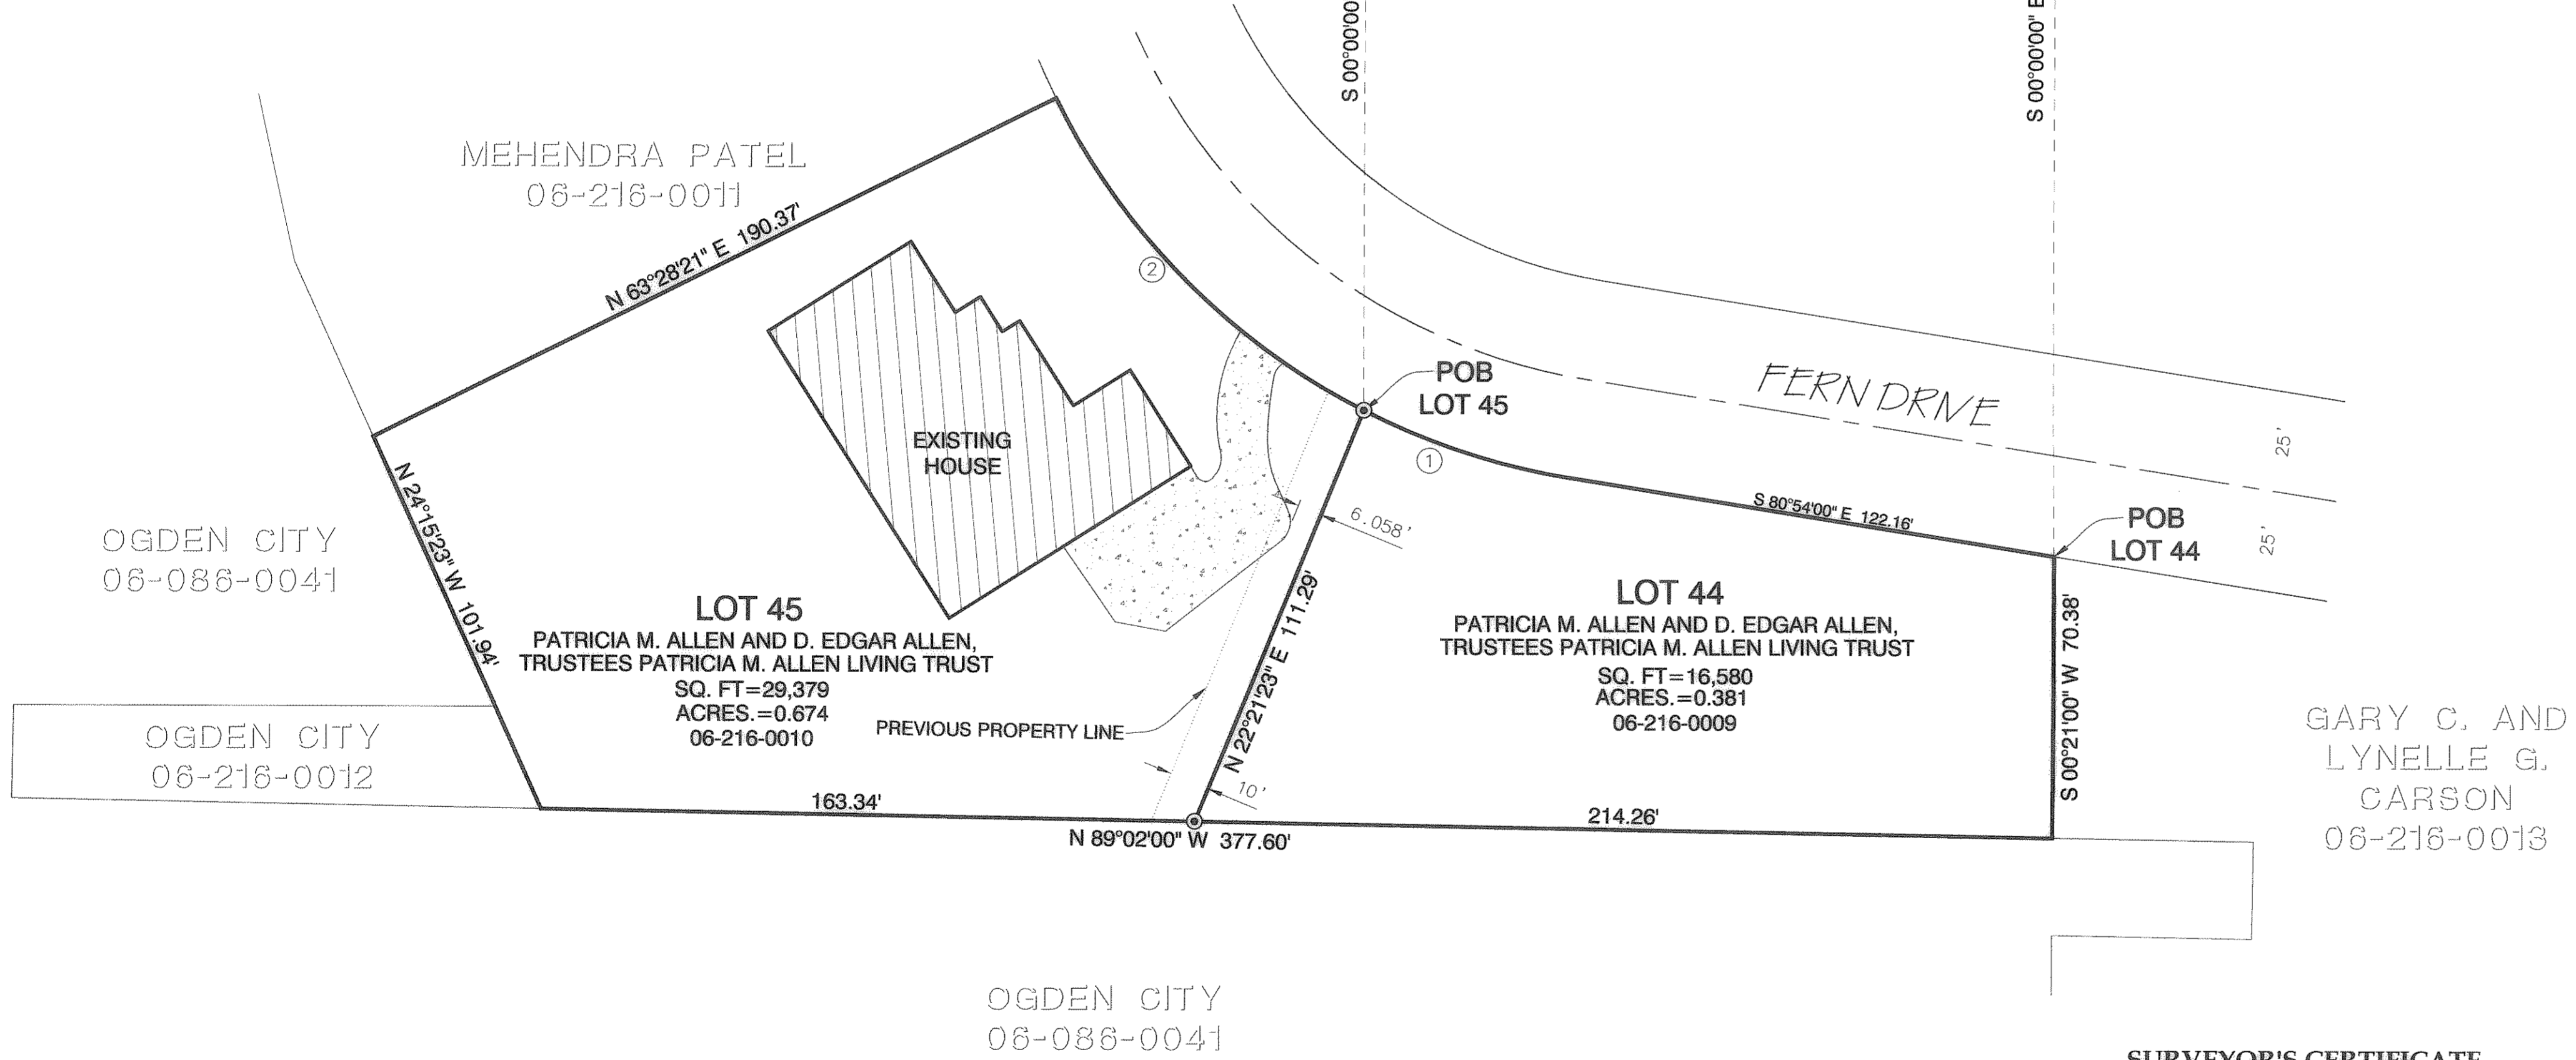 S 00°00'00
S 00°00'00" E
MEHENDRA PATEL
06-216-0011
N 63°28'21" E 190.37'
2
POB
LOT 45
FERN DRIVE
25'
1
EXISTING
HOUSE
6.058'
S 80°54'00" E 122.16'
POB
LOT 44
25'
N 24°15'23" W 101.94'
OGDEN CITY
06-086-0041
LOT 45
PATRICIA M. ALLEN AND D. EDGAR ALLEN,
TRUSTEES PATRICIA M. ALLEN LIVING TRUST
SQ. FT=29,379
ACRES.=0.674
06-216-0010
N 22°21'23" E 111.29'
LOT 44
PATRICIA M. ALLEN AND D. EDGAR ALLEN,
TRUSTEES PATRICIA M. ALLEN LIVING TRUST
SQ. FT=16,580
ACRES.=0.381
06-216-0009
S 00°21'00" W 70.38'
PREVIOUS PROPERTY LINE
OGDEN CITY
06-216-0012
GARY C. AND
LYNELLE G.
CARSON
06-216-0013
10'
163.34'
N 89°02'00" W 377.60'
214.26'
OGDEN CITY
06-086-0041
SURVEYOR'S CERTIFICATE